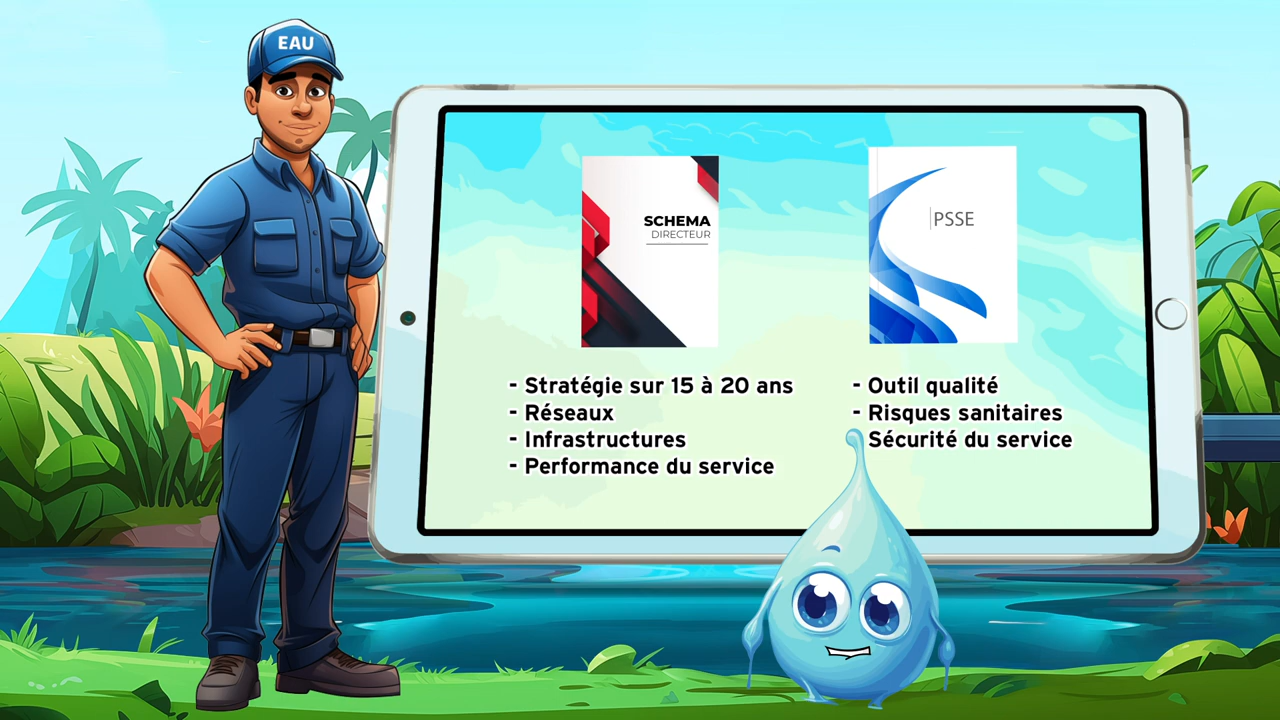 EAU
SCHEMA
DIRECTEUR
PSSE
- Stratégie sur 15 à 20 ans
- Réseaux
- Infrastructures
- Performance du service
- Outil qualité
- Risques sanitaires
Sécurité du service